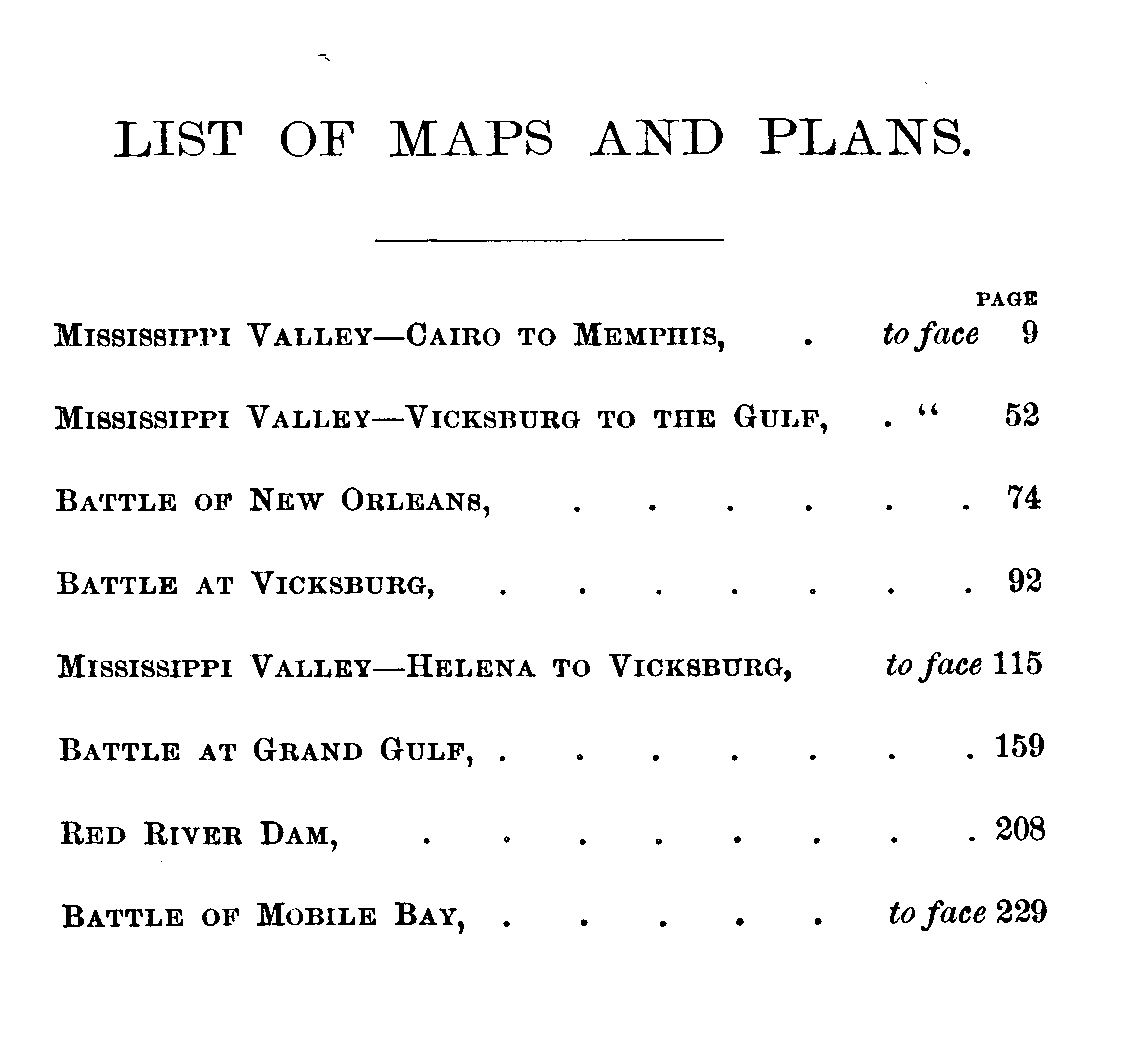 LIST OF MAPS AND PLANS.
PAGE
MISSISSIPPI VALLEY—CAIRO TO MEMPHIS, . to face 9
MISSISSIPPI VALLEY—VICKSBURG TO THE GULF, . “ 52
BATTLE OF NEW ORLEANS, . . . . . . 74
BATTLE AT VICKSBURG, . . . . . . . 92
MISSISSIPPI VALLEY—HELENA TO VICKSBURG, to face 115
BATTLE AT GRAND GULF, . . . . . . . 159
RED RIVER DAM, . . . . . . . . 208
BATTLE OF MOBILE BAY, . . . . . to face 229